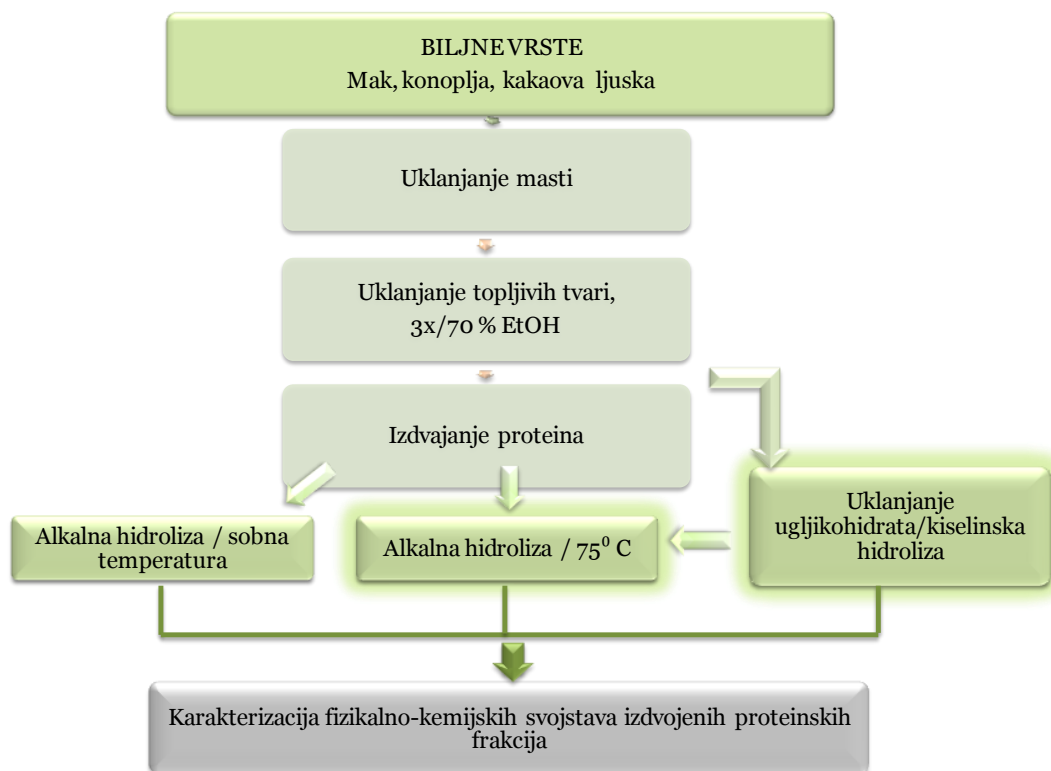 BILJNE VRSTE
Mak, konoplja, kakaova ljuska
Uklanjanje masti
Uklanjanje topljivih tvari,
3x/70 % EtOH
Izdvajanje proteina
Uklanjanje
ugljikohidrata/kiselinska
hidroliza
Alkalna hidroliza / sobna
temperatura
Alkalna hidroliza / 75⁰ C
Karakterizacija fizikalno-kemijskih svojstava izdvojenih proteinskih
frakcija